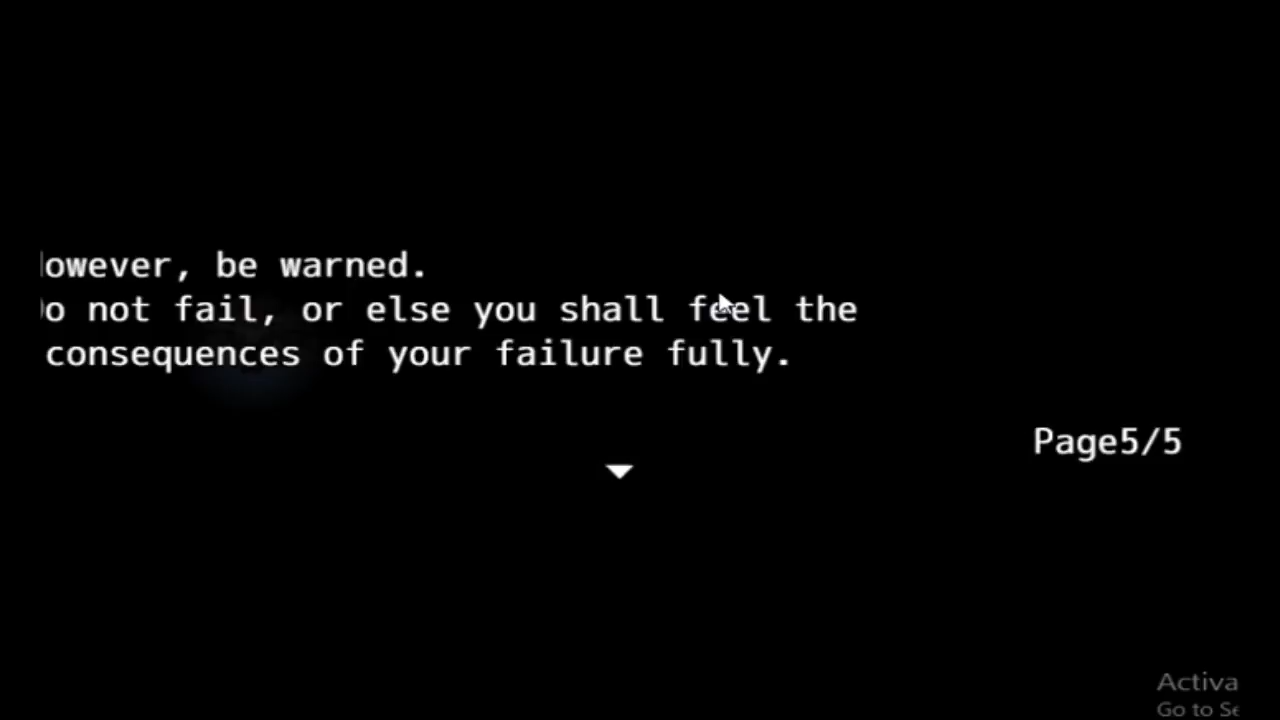 owever, be warned.
o not fail, or else you shall feel the
consequences of your failure fully.
Page5/5
Activa
Go to Se